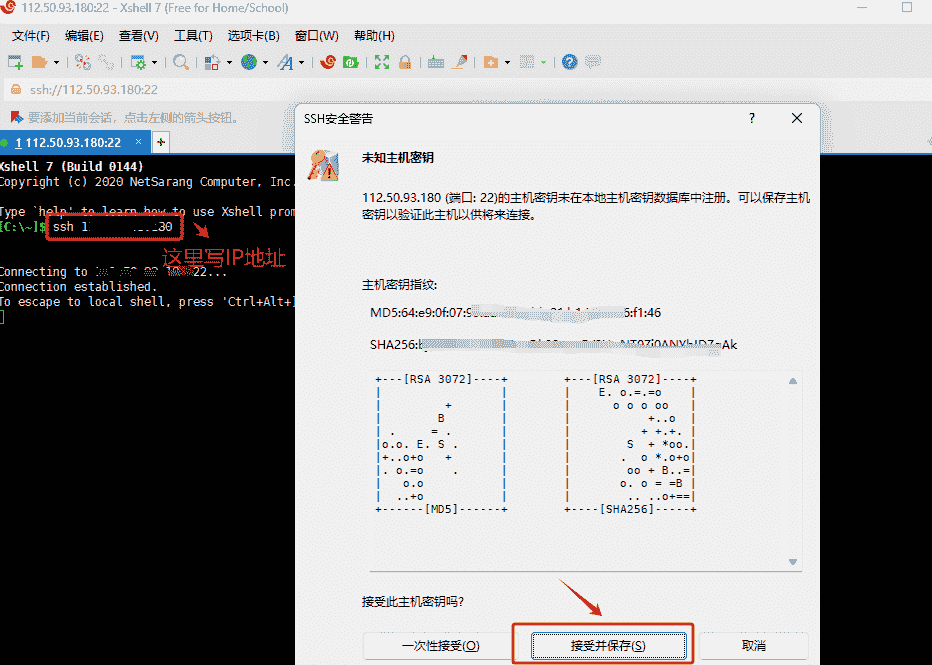 112.50.93.180:22 - Xshell 7 (Free for Home/School)
文件(F) 编辑(E) 查看(V) 工具(T) 选项卡(B) 窗口(W) 帮助(H)
ssh://112.50.93.180:22
要添加当前会话，点击左侧的箭头按钮。
1 112.50.93.180:22 × +
Xshell 7 (Build 0144)
Copyright (c) 2020 NetSarang Computer, Inc.
Type `help' to learn how to use Xshell prom
[C:\~]$ ssh 1
这里写IP地址
Connecting to
Connection established.
To escape to local shell, press 'Ctrl+Alt+]
SSH安全警告 ? ×
未知主机密钥
112.50.93.180 (端口: 22)的主机密钥未在本地主机密钥数据库中注册。可以保存主机
密钥以验证此主机以供将来连接。
主机密钥指纹:
MD5:64:e9:0f:07:9 6:f1:46
SHA256:
+---[RSA 3072]----+ +---[RSA 3072]----+
| | | E. o.=.=o |
| + | | o o o oo |
| B | | +..o |
| . = . | | + +.+. |
|o.o. E. S . | | S + *oo.|
|+..o+o + | | . o *.o+o|
|. o.=o . | | oo + B..=|
| o.o | | o. o = =B |
| ..+o | | .. ..o+==|
+------[MD5]------+ +----[SHA256]-----+
接受此主机密钥吗?
一次性接受(O) 接受并保存(S) 取消